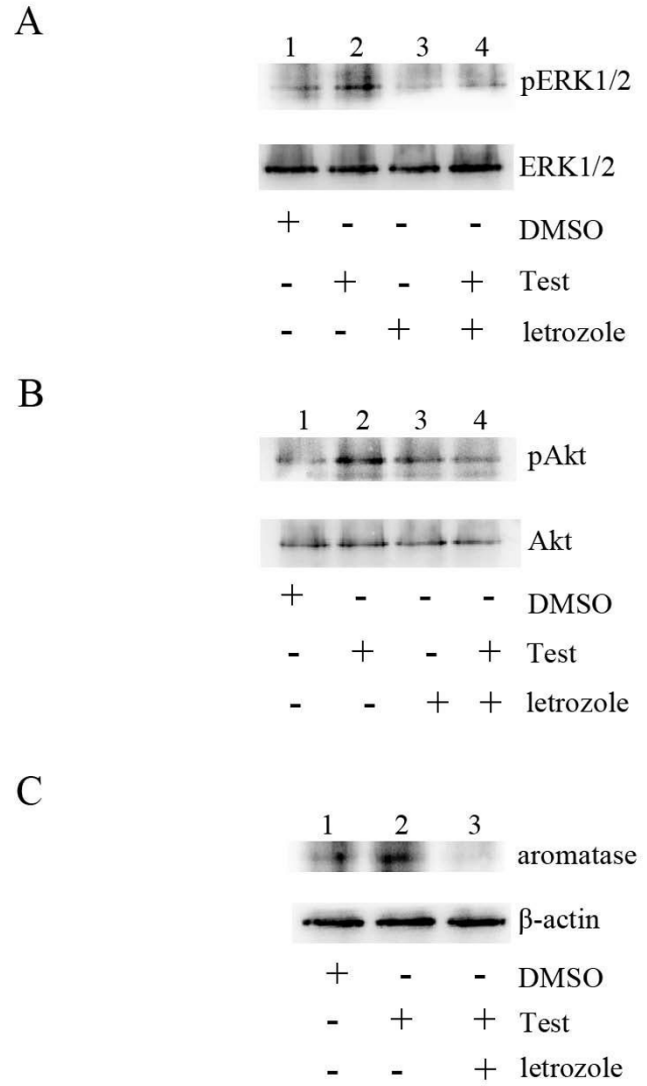 A
1 2 3 4
pERK1/2
ERK1/2
+ - - - DMSO
- + - + Test
- - + + letrozole
B
1 2 3 4
pAkt
Akt
+ - - - DMSO
- + - + Test
- - + + letrozole
C
1 2 3
aromatase
β-actin
+ - - DMSO
- + + Test
- - + letrozole